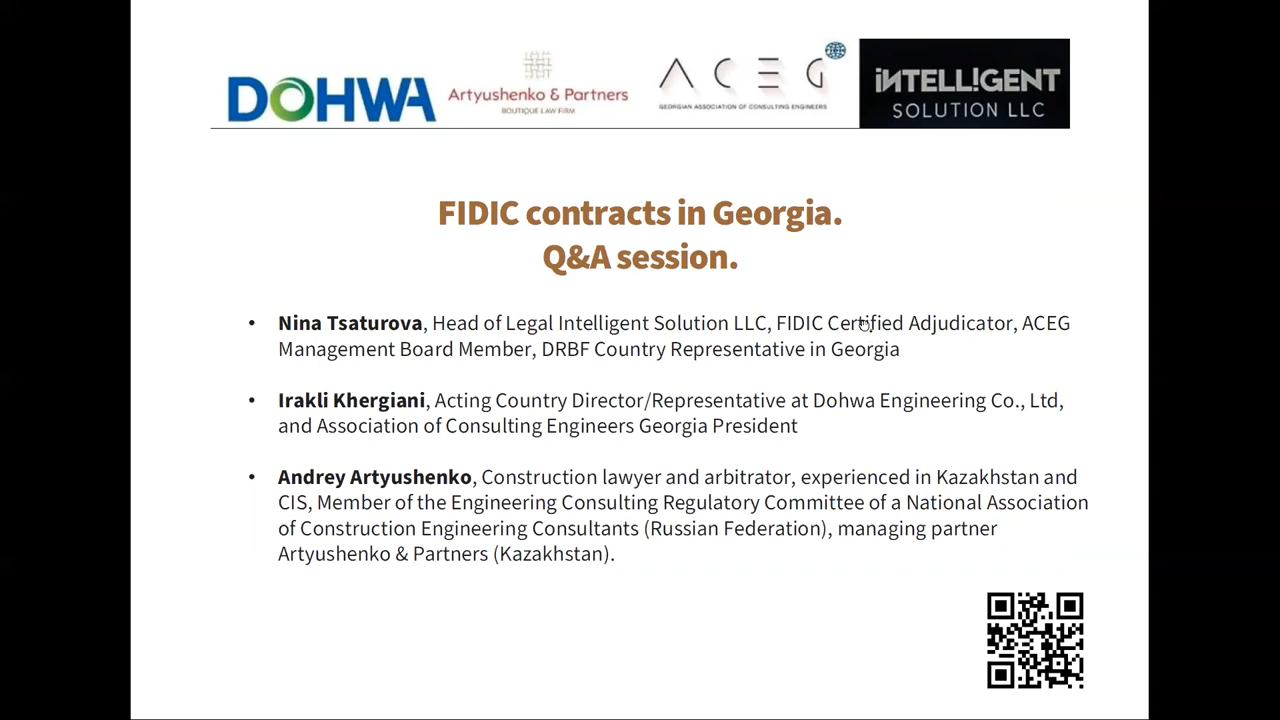 DOHWA
Artyushenko & Partners
BOUTIQUE LAW FIRM
ACEG
GEORGIAN ASSOCIATION OF CONSULTING ENGINEERS
iNTELL!GENT
SOLUTION LLC
FIDIC contracts in Georgia.
Q&A session.
• Nina Tsaturova, Head of Legal Intelligent Solution LLC, FIDIC Certified Adjudicator, ACEG
Management Board Member, DRBF Country Representative in Georgia
• Irakli Khergiani, Acting Country Director/Representative at Dohwa Engineering Co., Ltd,
and Association of Consulting Engineers Georgia President
• Andrey Artyushenko, Construction lawyer and arbitrator, experienced in Kazakhstan and
CIS, Member of the Engineering Consulting Regulatory Committee of a National Association
of Construction Engineering Consultants (Russian Federation), managing partner
Artyushenko & Partners (Kazakhstan).